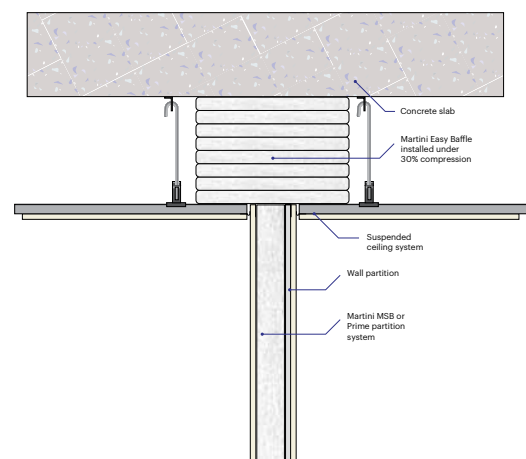 Concrete slab
Martini Easy Baffle
installed under
30% compression
Suspended
ceiling system
Wall partition
Martini MSB or
Prime partition
system